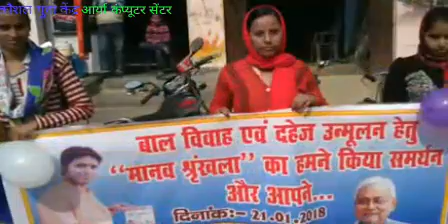 कौशल युवा केंद्र आर्या कंप्यूटर सेंटर
बाल विवाह एवं दहेज उन्मूलन हेतु
“मानव श्रृंखला” का हमने किया समर्थन
और आपने...
दिनांक:- 21.01.2018